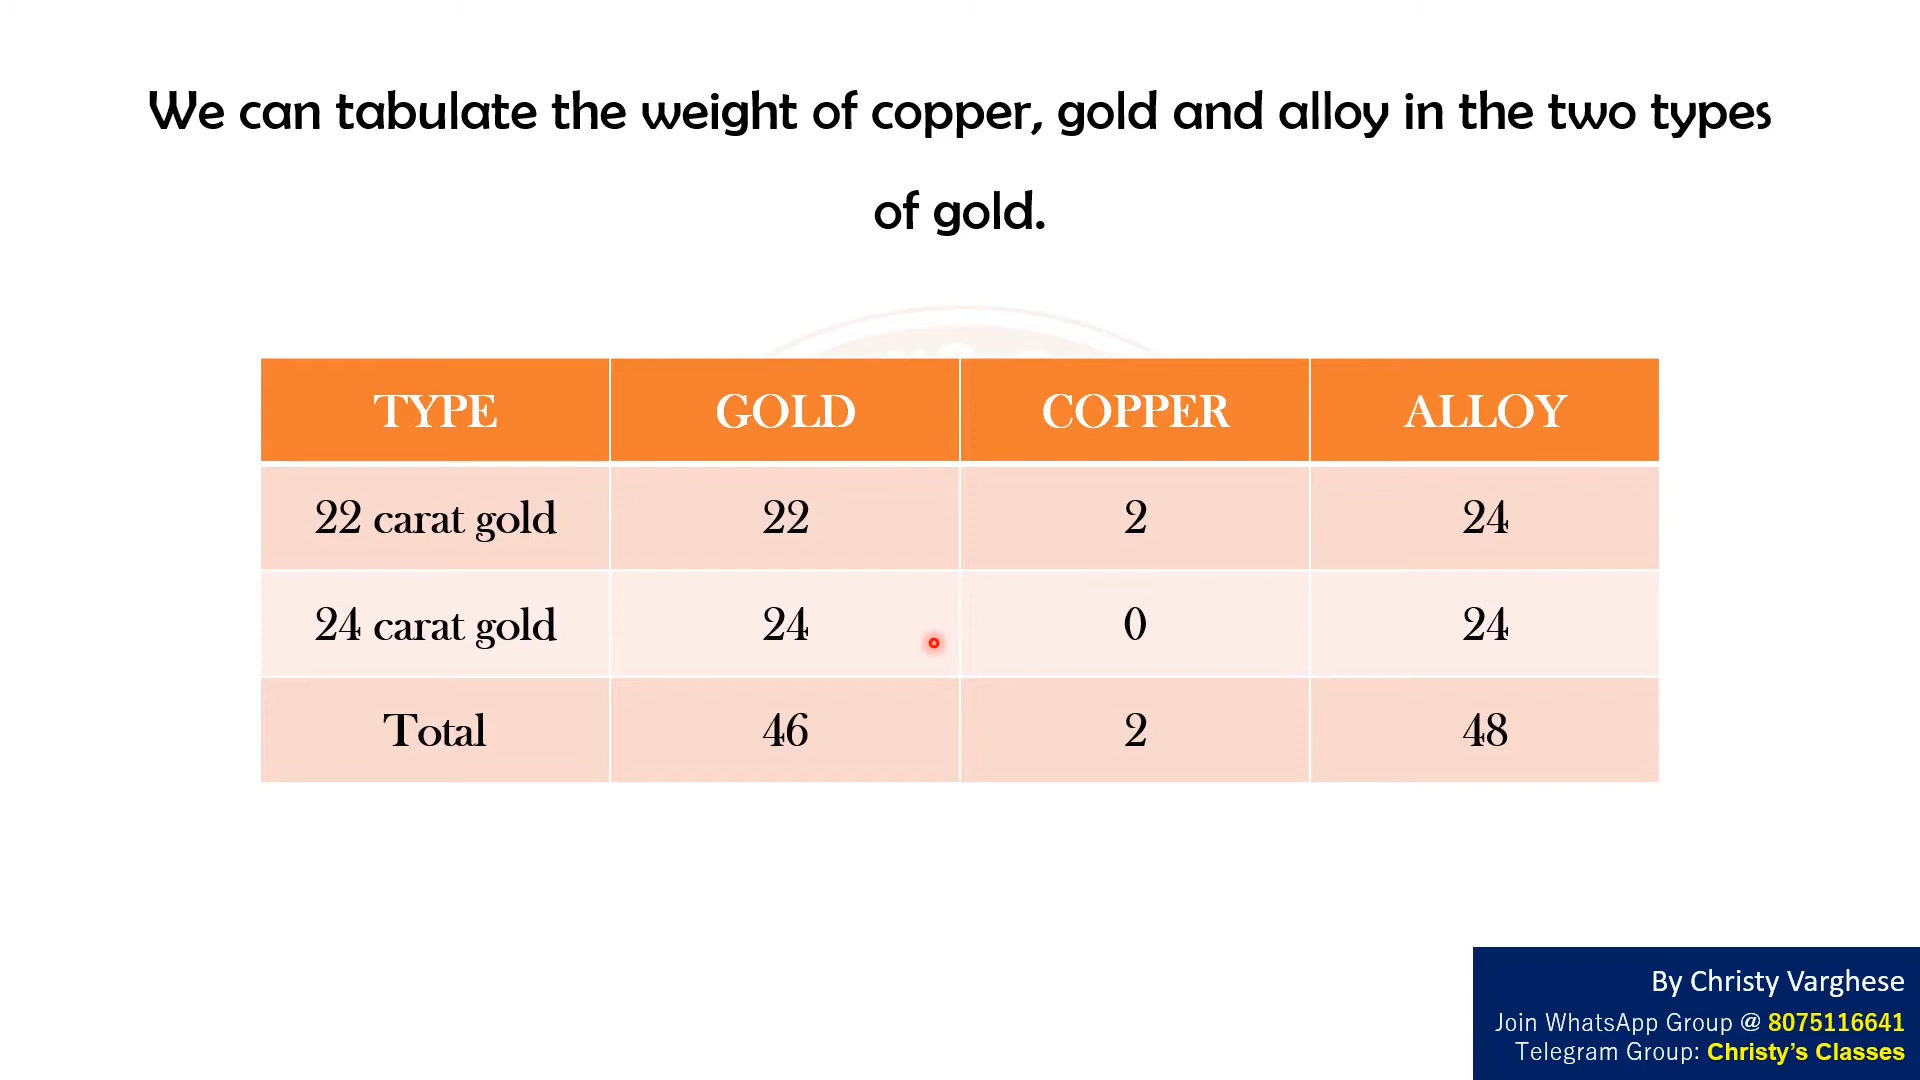 We can tabulate the weight of copper, gold and alloy in the two types
of gold.
TYPE GOLD COPPER ALLOY
22 carat gold 22 2 24
24 carat gold 24 0 24
Total 46 2 48
By Christy Varghese
Join WhatsApp Group @ 8075116641
Telegram Group: Christy's Classes